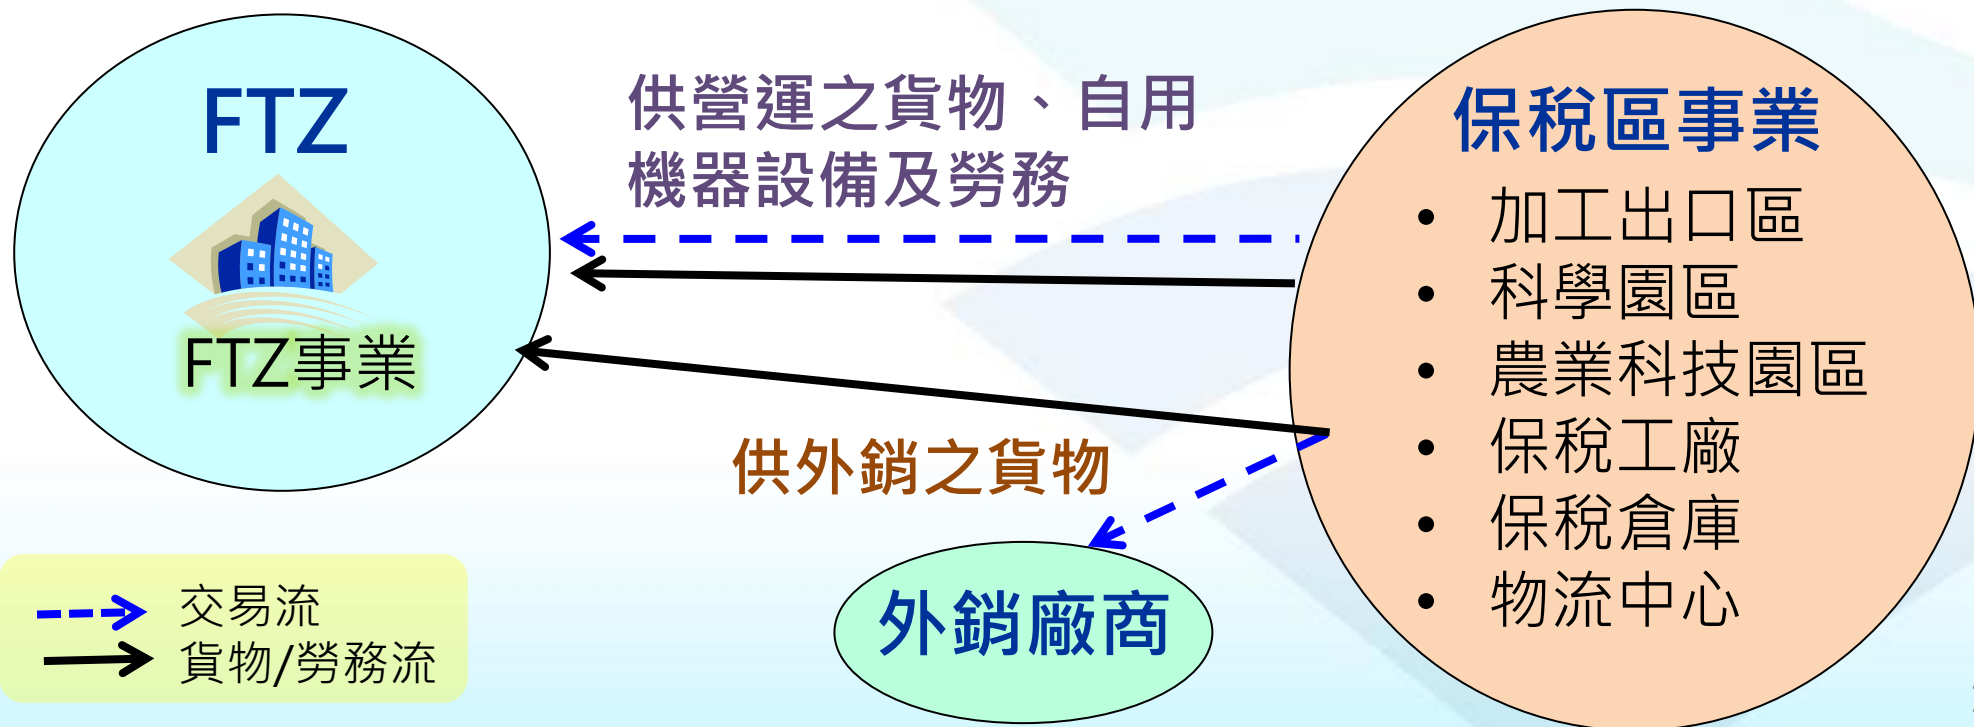 FTZ
FTZ事業
供營運之貨物、自用
機器設備及勞務
供外銷之貨物
外銷廠商
保稅區事業
• 加工出口區
• 科學園區
• 農業科技園區
• 保稅工廠
• 保稅倉庫
• 物流中心
交易流
貨物/勞務流